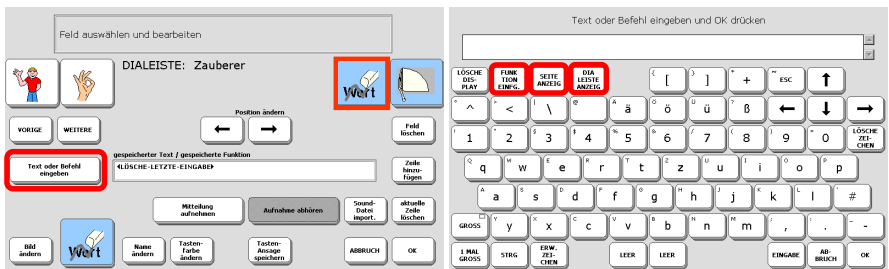 Feld auswählen und bearbeiten
DIALEISTE: Zauberer
Wort
Position ändern
VORIGE
WEITERE
Feld
löschen
Text oder Befehl
eingeben
gespeicherter Text / gespeicherte Funktion
LÖSCHE-LETZTE-EINGABE
Zeile
hinzu-
fügen
Mitteilung
aufnehmen
Aufnahme abhören
Sound-
Datei
import.
aktuelle
Zeile
löschen
Bild
ändern
Wort
Name
ändern
Tasten-
farbe
ändern
Tasten-
Ansage
speichern
ABBRUCH
OK
Text oder Befehl eingeben und OK drücken
LÖSCHE
DIS-
PLAY
FUNK
TION
EINFG.
SEITE
ANZEIG
DIA
LEISTE
ANZEIG
{ [ } ] * + ~ ESC ↑
° ^ > < | \ @ Ä ä Ö ö Ü ü ? ß ← ↓ →
' 1 " 2 § 3 $ 4 % 5 & 6 / 7 ( 8 ) 9 = 0
LÖSCHE
ZEI-
CHEN
Q q W w E e R r T t Z z U u I i O o P p
A a S s D d F f G g H h J j K k L l ' #
GROSS Y y X x C c V v B b N n M m ; , : . _ -
1 MAL
GROSS
STRG
ERW.
ZEI-
CHEN
LEER
LEER
EINGABE
AB-
BRUCH
OK